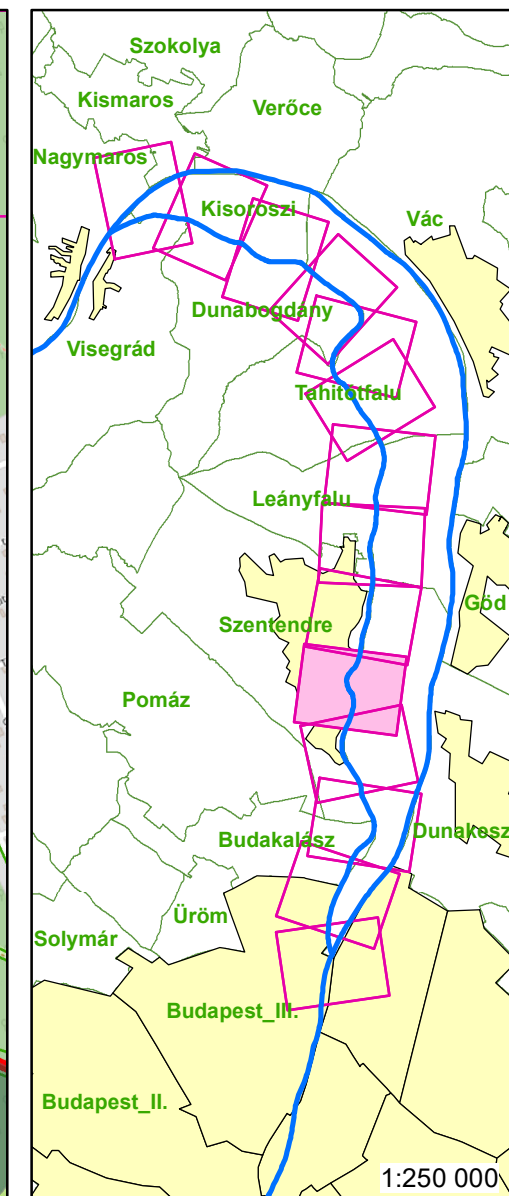 Szokolya
Kismaros
Verőce
Nagymaros
Kisoroszi
Vác
Dunabogdány
Visegrád
Tahitótfalu
Leányfalu
Göd
Szentendre
Pomáz
Dunakesz
Budakalász
Üröm
Solymár
Budapest_III.
Budapest_II.
1:250 000